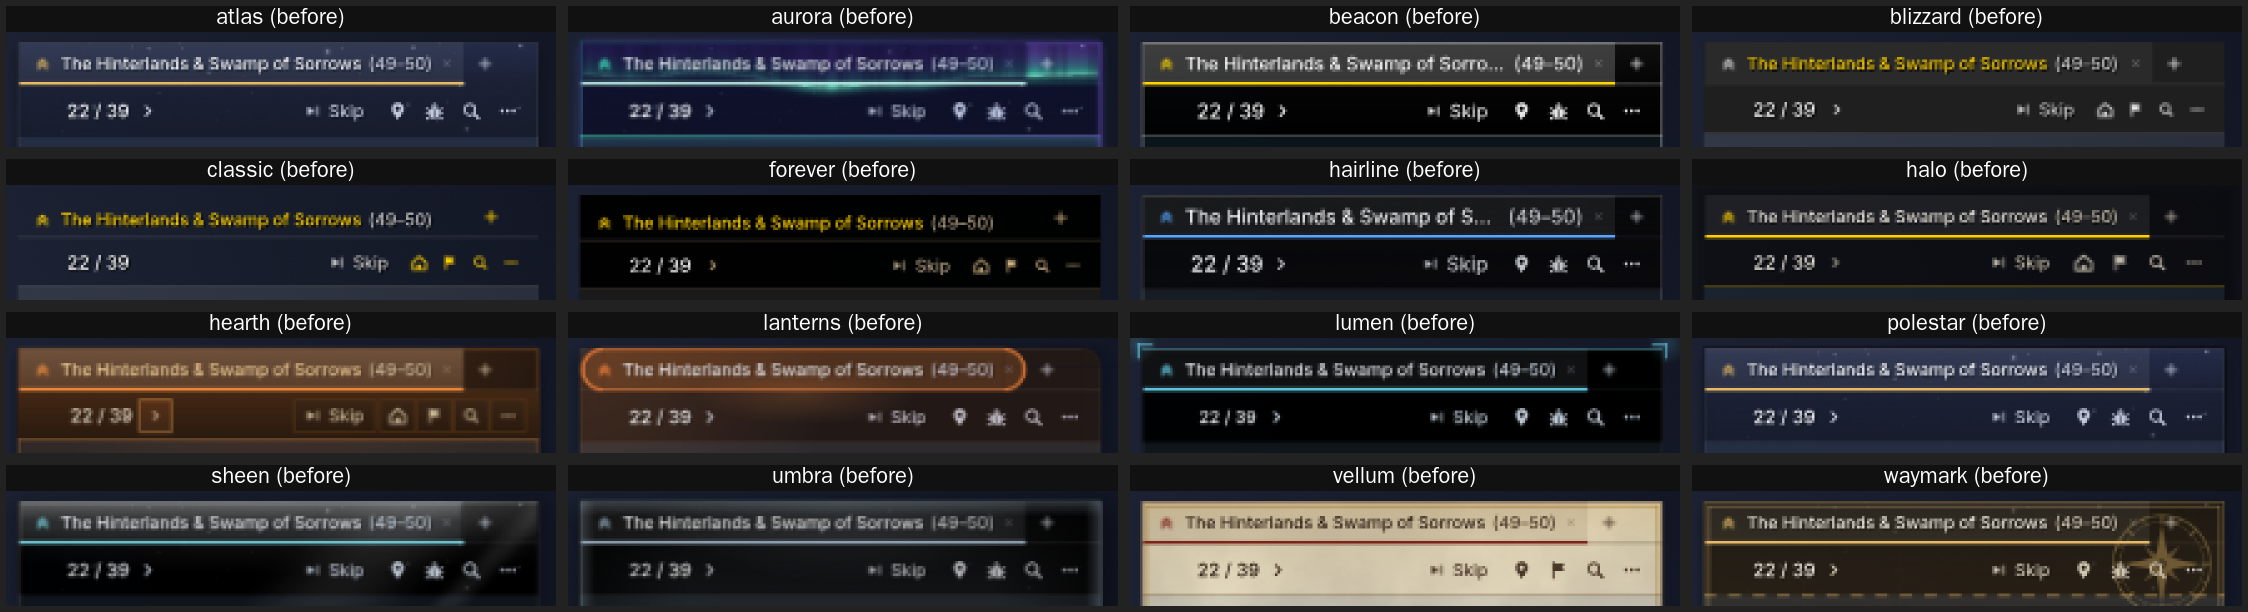 atlas (before)
aurora (before)
beacon (before)
blizzard (before)
The Hinterlands & Swamp of Sorrows (49-50) × +
The Hinterlands & Swamp of Sorrows (49-50) × +
The Hinterlands & Swamp of Sorro... (49-50) × +
The Hinterlands & Swamp of Sorrows (49-50) × +
22 / 39 > Skip ...
22 / 39 > Skip ...
22 / 39 > Skip ...
22 / 39 > Skip
classic (before)
forever (before)
hairline (before)
halo (before)
The Hinterlands & Swamp of Sorrows (49-50) +
The Hinterlands & Swamp of Sorrows (49-50) +
The Hinterlands & Swamp of S... (49-50) × +
The Hinterlands & Swamp of Sorrows (49-50) × +
22 / 39 Skip
22 / 39 > Skip
22 / 39 > Skip ...
22 / 39 > Skip ...
hearth (before)
lanterns (before)
lumen (before)
polestar (before)
The Hinterlands & Swamp of Sorrows (49-50) × +
The Hinterlands & Swamp of Sorrows (49-50) × +
The Hinterlands & Swamp of Sorrows (49-50) × +
The Hinterlands & Swamp of Sorrows (49-50) × +
22 / 39 > Skip ...
22 / 39 > Skip ...
22 / 39 > Skip ...
22 / 39 > Skip ...
sheen (before)
umbra (before)
vellum (before)
waymark (before)
The Hinterlands & Swamp of Sorrows (49-50) × +
The Hinterlands & Swamp of Sorrows (49-50) × +
The Hinterlands & Swamp of Sorrows (49-50) × +
The Hinterlands & Swamp of Sorrows (49-50) × +
22 / 39 > Skip ...
22 / 39 > Skip ...
22 / 39 > Skip ...
22 / 39 > Skip ...